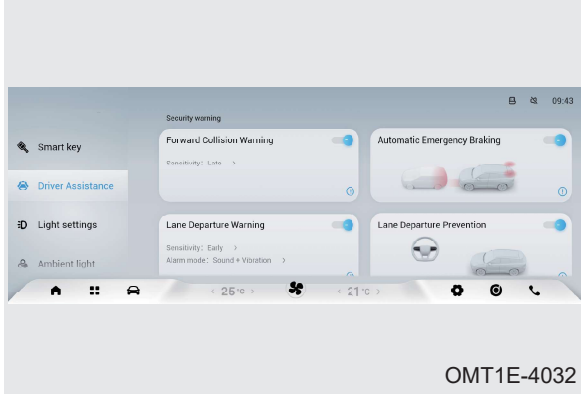 09:43
Security warning
Smart key
Driver Assistance
Light settings
Ambient light
Forward Collision Warning
Sensitivity: Late >
Automatic Emergency Braking
Lane Departure Warning
Sensitivity: Early >
Alarm mode: Sound + Vibration >
Lane Departure Prevention
< 25 °C >
< 21 °C >
OMT1E-4032